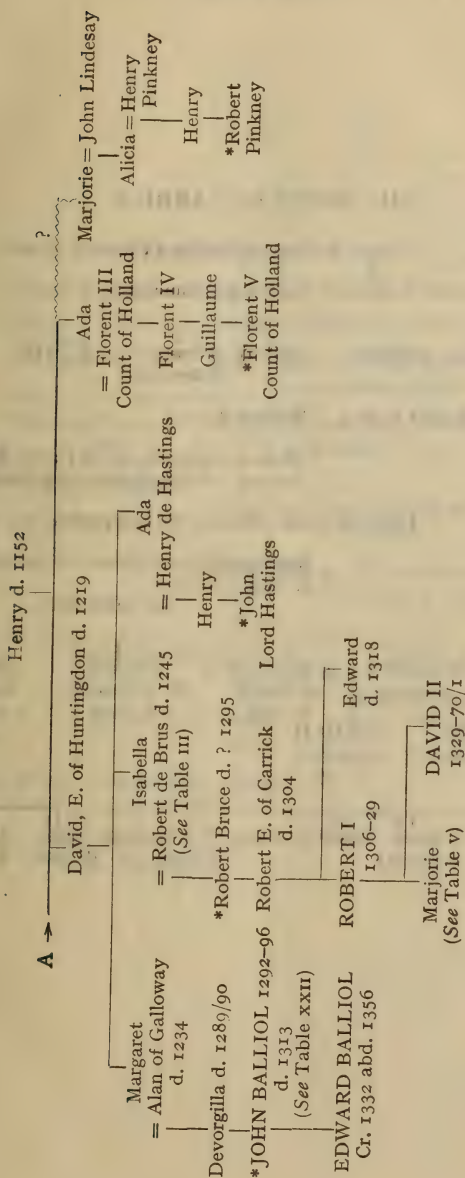 Henry d. 1152
A →
?
David, E. of Huntingdon d. 1219
Ada
= Florent III
Count of Holland
Florent IV
Guillaume
*Florent V
Count of Holland
Marjorie = John Lindesay
Alicia = Henry
Pinkney
Henry
*Robert
Pinkney
Margaret
= Alan of Galloway
d. 1234
Devorgilla d. 1289/90
*JOHN BALLIOL 1292-96
d. 1313
(See Table XXII)
EDWARD BALLIOL
Cr. 1332 abd. 1356
Isabella
= Robert de Brus d. 1245
(See Table III)
*Robert Bruce d. ? 1295
Robert E. of Carrick
d. 1304
ROBERT I
1306-29
Edward
d. 1318
Marjorie
(See Table V)
DAVID II
1329-70/1
Ada
= Henry de Hastings
Henry
*John
Lord Hastings